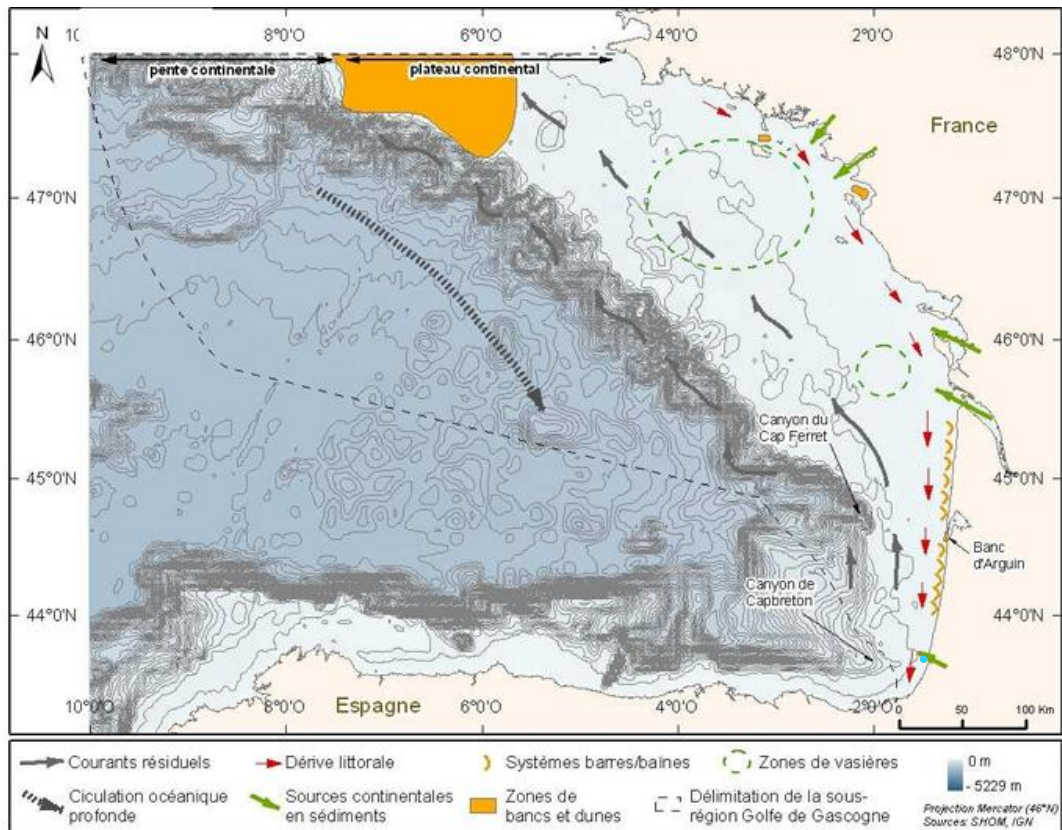 N
10
8°0'O
6°0'O
4°0'O
2°0'O
48°0'N
48°0'N
pente continentale
plateau continental
France
47°0'N
47°0'N
46°0'N
46°0'N
Canyon du
Cap Ferret
45°0'N
45°0'N
Banc
d'Arguin
Canyon de
Capbreton
44°0'N
44°0'N
Espagne
10°0'O
8°0'O
6°0'O
4°0'O
2°0'O
0
50
100 Km
Courants résiduels
Dérive littorale
Systèmes barres/baïnes
Zones de vasières
0 m
- 5229 m
Ciculation océanique
profonde
Sources continentales
en sédiments
Zones de
bancs et dunes
Délimitation de la sous-
région Golfe de Gascogne
Projection Mercator (46°N)
Sources: SHOM, IGN